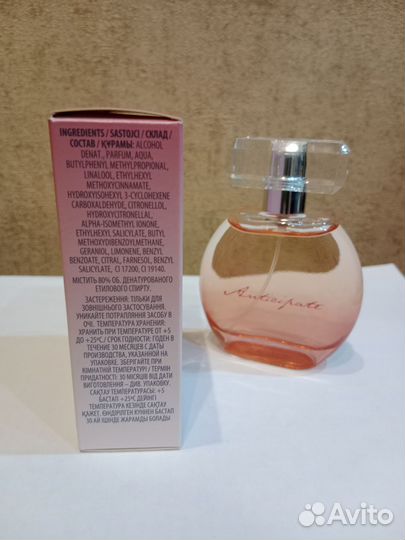 INGREDIENTS / SASTOJCI / СКЛАД /
СОСТАВ / ҚҰРАМЫ: ALCOHOL
DENAT., PARFUM, AQUA,
BUTYLPHENYL METHYLPROPIONAL,
LINALOOL, ETHYLHEXYL
METHOXYCINNAMATE,
HYDROXYISOHEXYL 3-CYCLOHEXENE
CARBOXALDEHYDE, CITRONELLOL,
HYDROXYCITRONELLAL,
ALPHA-ISOMETHYL IONONE,
ETHYLHEXYL SALICYLATE, BUTYL
METHOXYDIBENZOYLMETHANE,
GERANIOL, LIMONENE, BENZYL
BENZOATE, CITRAL, FARNESOL, BENZYL
SALICYLATE, CI 17200, CI 19140.
МІСТИТЬ 80% ОБ. ДЕНАТУРОВАНОГО
ЕТИЛОВОГО СПИРТУ.
ЗАСТЕРЕЖЕННЯ: ТІЛЬКИ ДЛЯ
ЗОВНІШНЬОГО ЗАСТОСУВАННЯ.
УНИКАЙТЕ ПОТРАПЛЯННЯ ЗАСОБУ В
ОЧІ. ТЕМПЕРАТУРА ХРАНЕНИЯ:
ХРАНИТЬ ПРИ ТЕМПЕРАТУРЕ ОТ +5
ДО +25°C/ СРОК ГОДНОСТИ: ГОДЕН В
ТЕЧЕНИЕ 30 МЕСЯЦЕВ С ДАТЫ
ПРОИЗВОДСТВА, УКАЗАННОЙ НА
УПАКОВКЕ. ЗБЕРІГАЙТЕ ПРИ
КІМНАТНІЙ ТЕМПЕРАТУРІ / ТЕРМІН
ПРИДАТНОСТІ: 30 МІСЯЦІВ ВІД ДАТИ
ВИГОТОВЛЕННЯ – ДИВ. УПАКОВКУ.
САҚТАУ ТЕМПЕРАТУРАСЫ: +5
БАСТАП +25°C ДЕЙІНГІ
ТЕМПЕРАТУРА КЕЗІНДЕ САҚТАУ
ҚАЖЕТ. ӨНДІРІЛГЕН КҮННЕН БАСТАП
30 АЙ ІШІНДЕ ЖАРАМДЫ БОЛАДЫ
Anticipate
Avito